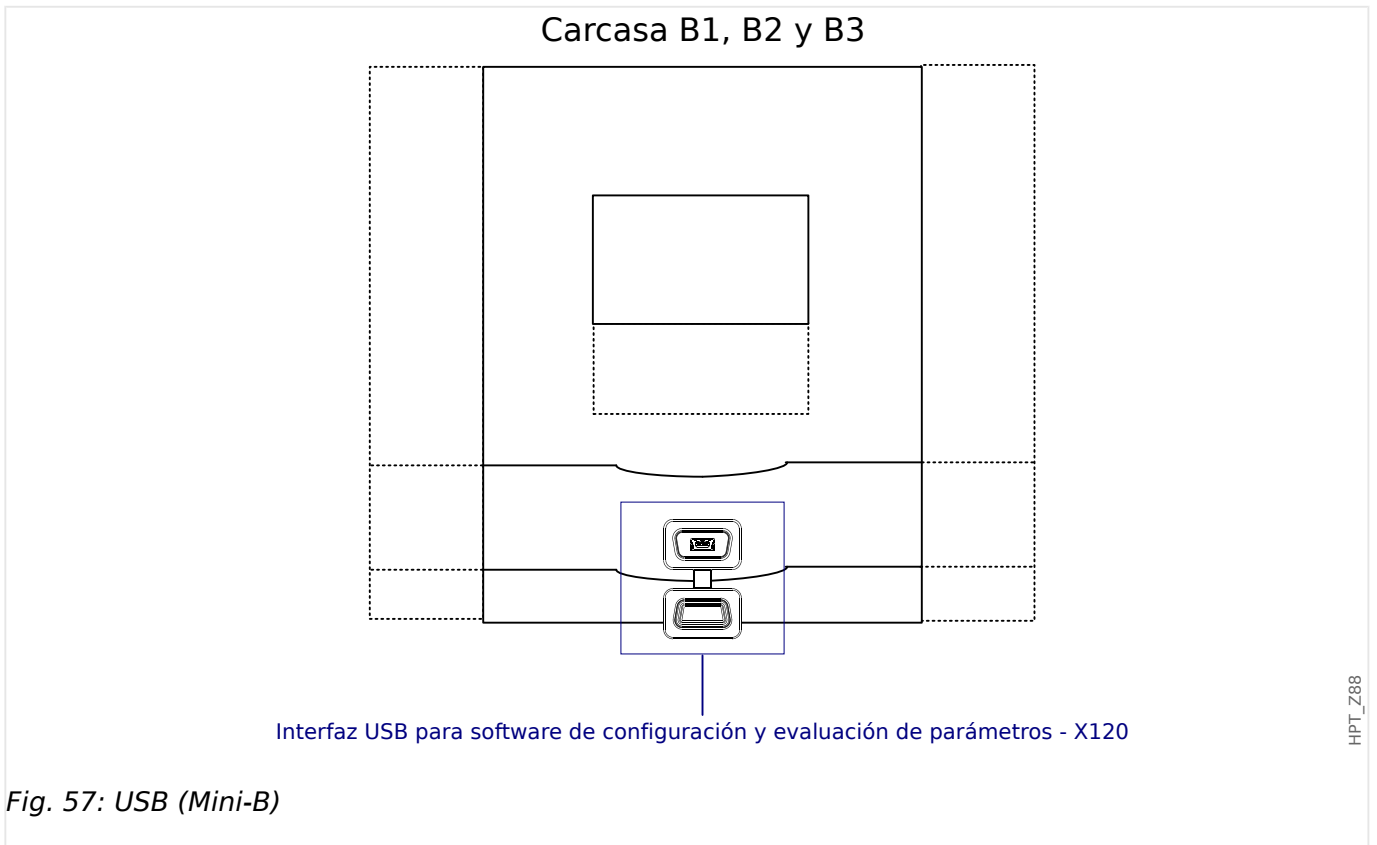 Carcasa B1, B2 y B3
Interfaz USB para software de configuración y evaluación de parámetros - X120
HPT_Z88
Fig. 57: USB (Mini-B)